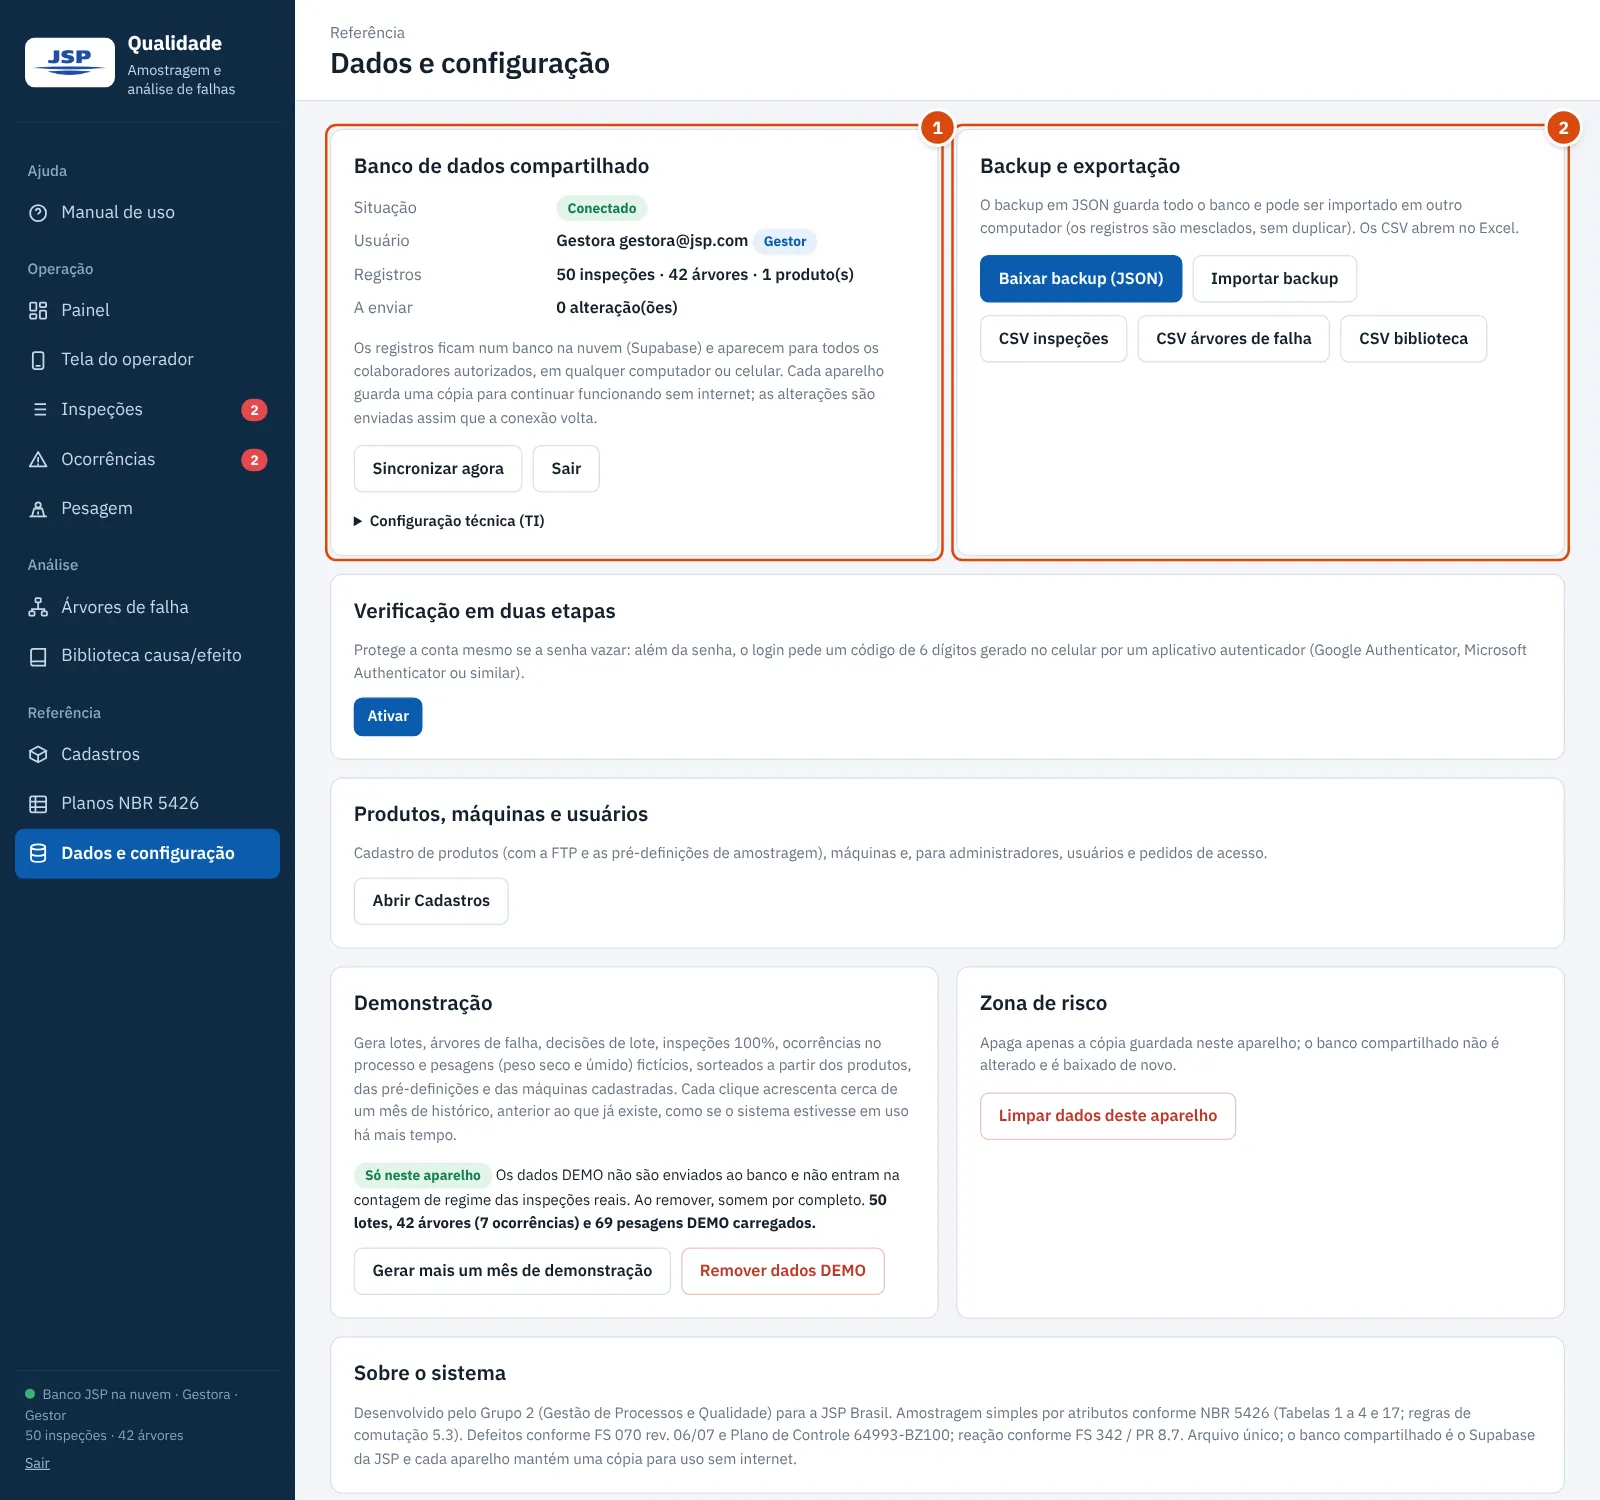 JSP
Qualidade
Amostragem e
análise de falhas
Ajuda
Manual de uso
Operação
Painel
Tela do operador
Inspeções 2
Ocorrências 2
Pesagem
Análise
Árvores de falha
Biblioteca causa/efeito
Referência
Cadastros
Planos NBR 5426
Dados e configuração
Banco JSP na nuvem · Gestora ·
Gestor
50 inspeções · 42 árvores
Sair
Referência
Dados e configuração
1
Banco de dados compartilhado
Situação Conectado
Usuário Gestora gestora@jsp.com Gestor
Registros 50 inspeções · 42 árvores · 1 produto(s)
A enviar 0 alteração(ões)
Os registros ficam num banco na nuvem (Supabase) e aparecem para todos os
colaboradores autorizados, em qualquer computador ou celular. Cada aparelho
guarda uma cópia para continuar funcionando sem internet; as alterações são
enviadas assim que a conexão volta.
Sincronizar agora Sair
Configuração técnica (TI)
2
Backup e exportação
O backup em JSON guarda todo o banco e pode ser importado em outro
computador (os registros são mesclados, sem duplicar). Os CSV abrem no Excel.
Baixar backup (JSON) Importar backup
CSV inspeções CSV árvores de falha CSV biblioteca
Verificação em duas etapas
Protege a conta mesmo se a senha vazar: além da senha, o login pede um código de 6 dígitos gerado no celular por um aplicativo autenticador (Google Authenticator, Microsoft
Authenticator ou similar).
Ativar
Produtos, máquinas e usuários
Cadastro de produtos (com a FTP e as pré-definições de amostragem), máquinas e, para administradores, usuários e pedidos de acesso.
Abrir Cadastros
Demonstração
Gera lotes, árvores de falha, decisões de lote, inspeções 100%, ocorrências no
processo e pesagens (peso seco e úmido) fictícios, sorteados a partir dos produtos,
das pré-definições e das máquinas cadastradas. Cada clique acrescenta cerca de
um mês de histórico, anterior ao que já existe, como se o sistema estivesse em uso
há mais tempo.
Só neste aparelho Os dados DEMO não são enviados ao banco e não entram na
contagem de regime das inspeções reais. Ao remover, somem por completo. 50
lotes, 42 árvores (7 ocorrências) e 69 pesagens DEMO carregados.
Gerar mais um mês de demonstração Remover dados DEMO
Zona de risco
Apaga apenas a cópia guardada neste aparelho; o banco compartilhado não é
alterado e é baixado de novo.
Limpar dados deste aparelho
Sobre o sistema
Desenvolvido pelo Grupo 2 (Gestão de Processos e Qualidade) para a JSP Brasil. Amostragem simples por atributos conforme NBR 5426 (Tabelas 1 a 4 e 17; regras de
comutação 5.3). Defeitos conforme FS 070 rev. 06/07 e Plano de Controle 64993-BZ100; reação conforme FS 342 / PR 8.7. Arquivo único; o banco compartilhado é o Supabase
da JSP e cada aparelho mantém uma cópia para uso sem internet.